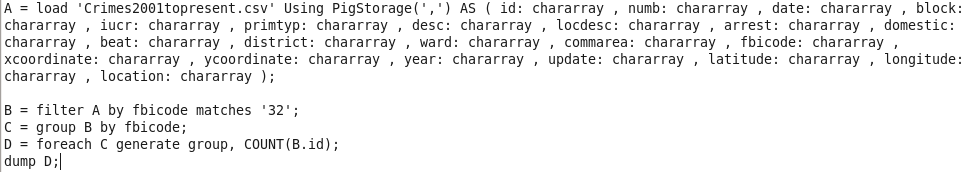 A = load 'Crimes2001topresent.csv' Using PigStorage(',') AS ( id: chararray , numb: chararray , date: chararray , block:
chararray , iucr: chararray , primtyp: chararray , desc: chararray , locdesc: chararray , arrest: chararray , domestic:
chararray , beat: chararray , district: chararray , ward: chararray , commarea: chararray , fbicode: chararray ,
xcoordinate: chararray , ycoordinate: chararray , year: chararray , update: chararray , latitude: chararray , longitude:
chararray , location: chararray );
B = filter A by fbicode matches '32';
C = group B by fbicode;
D = foreach C generate group, COUNT(B.id);
dump D;